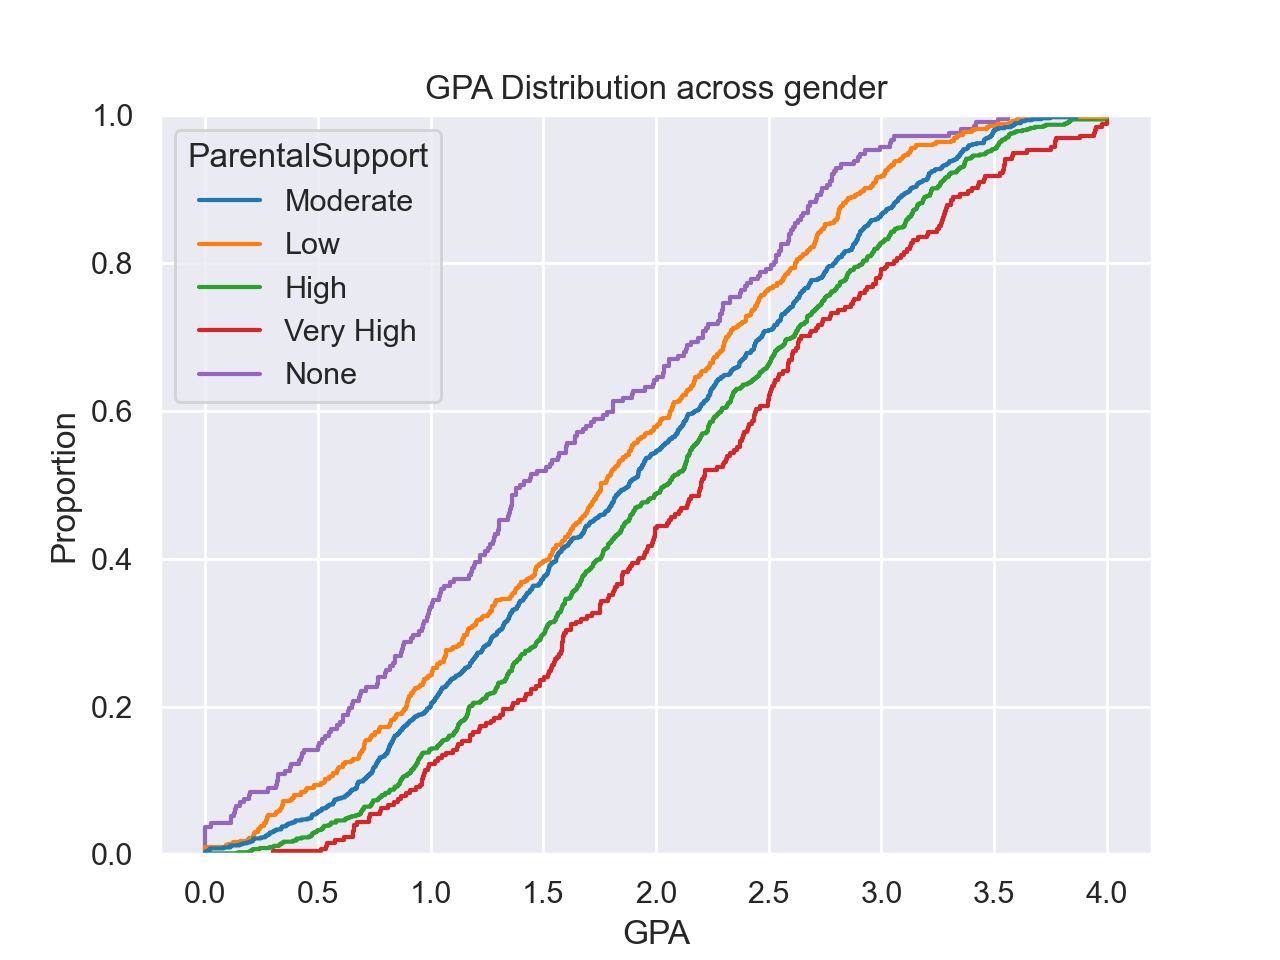 GPA Distribution across gender
ParentalSupport
Moderate
Low
High
Very High
None
Proportion
1.0
0.8
0.6
0.4
0.2
0.0
0.0 0.5 1.0 1.5 2.0 2.5 3.0 3.5 4.0
GPA